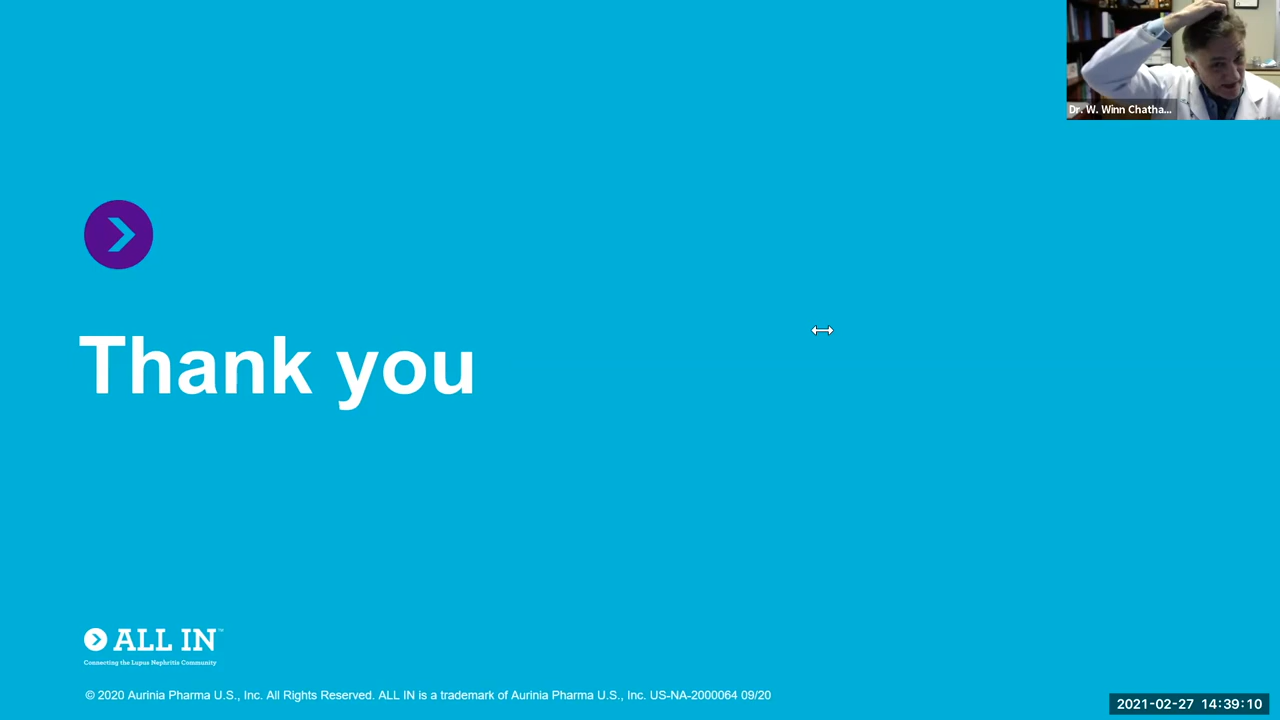 Dr. W. Winn Chatha...
Thank you
ALL IN™
Connecting the Lupus Nephritis Community
© 2020 Aurinia Pharma U.S., Inc. All Rights Reserved. ALL IN is a trademark of Aurinia Pharma U.S., Inc. US-NA-2000064 09/20
2021-02-27 14:39:10